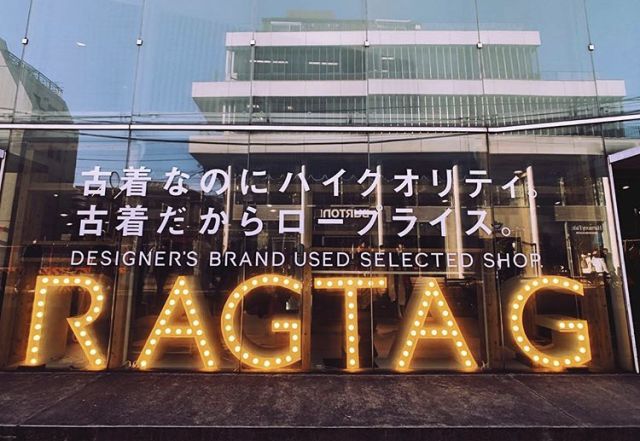 古着なのにハイクオリティ。
古着だからロープライス。
DESIGNER'S BRAND USED SELECTED SHOP
RAGTAG